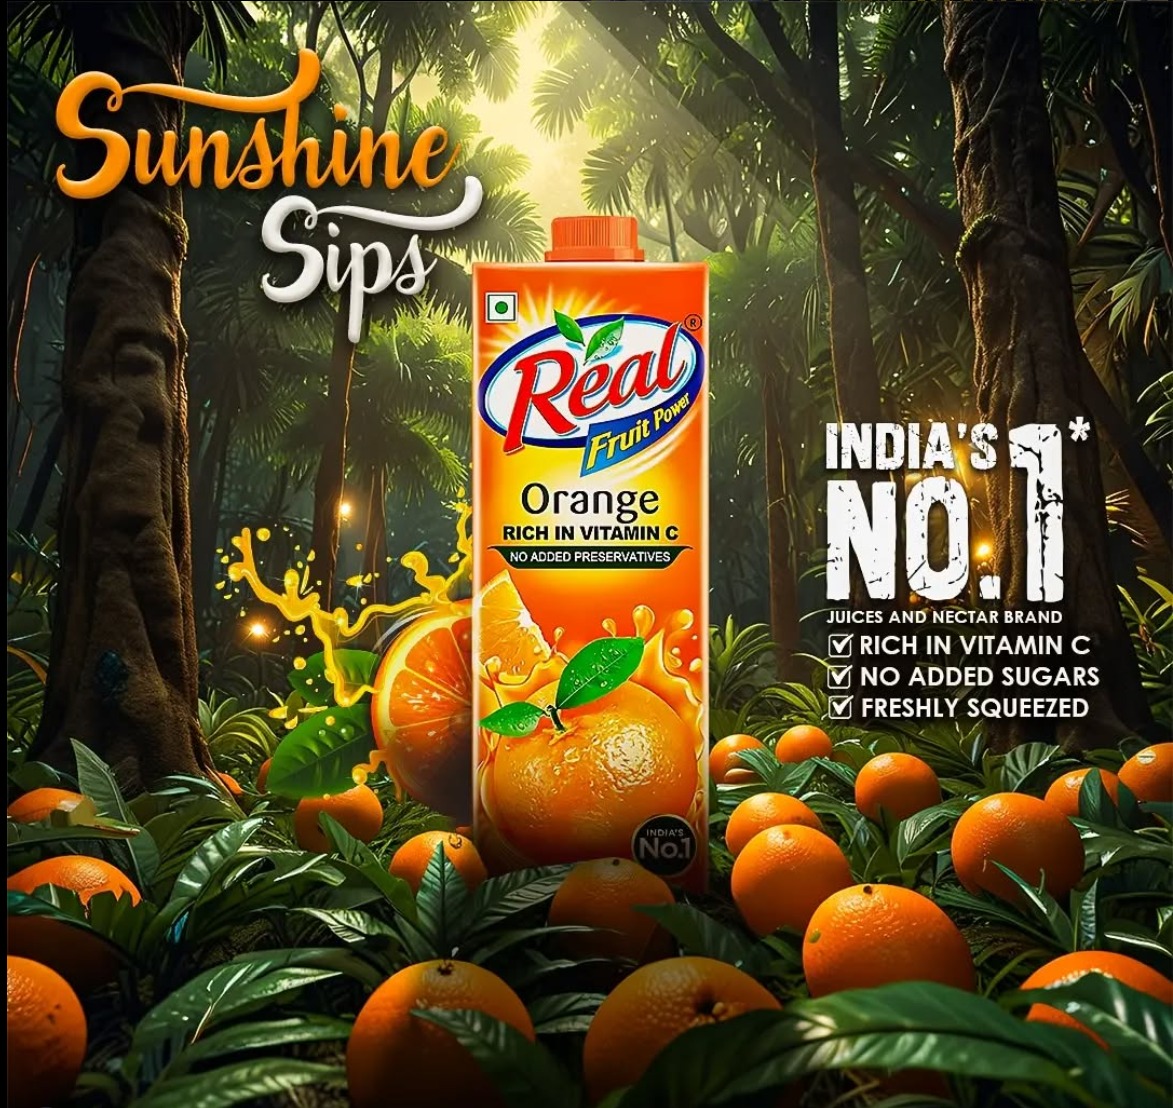 Sunshine
Sips
Real®
Fruit Power
Orange
RICH IN VITAMIN C
NO ADDED PRESERVATIVES
INDIA'S
No.1
INDIA'S
NO.1*
JUICES AND NECTAR BRAND
☑ RICH IN VITAMIN C
☑ NO ADDED SUGARS
☑ FRESHLY SQUEEZED